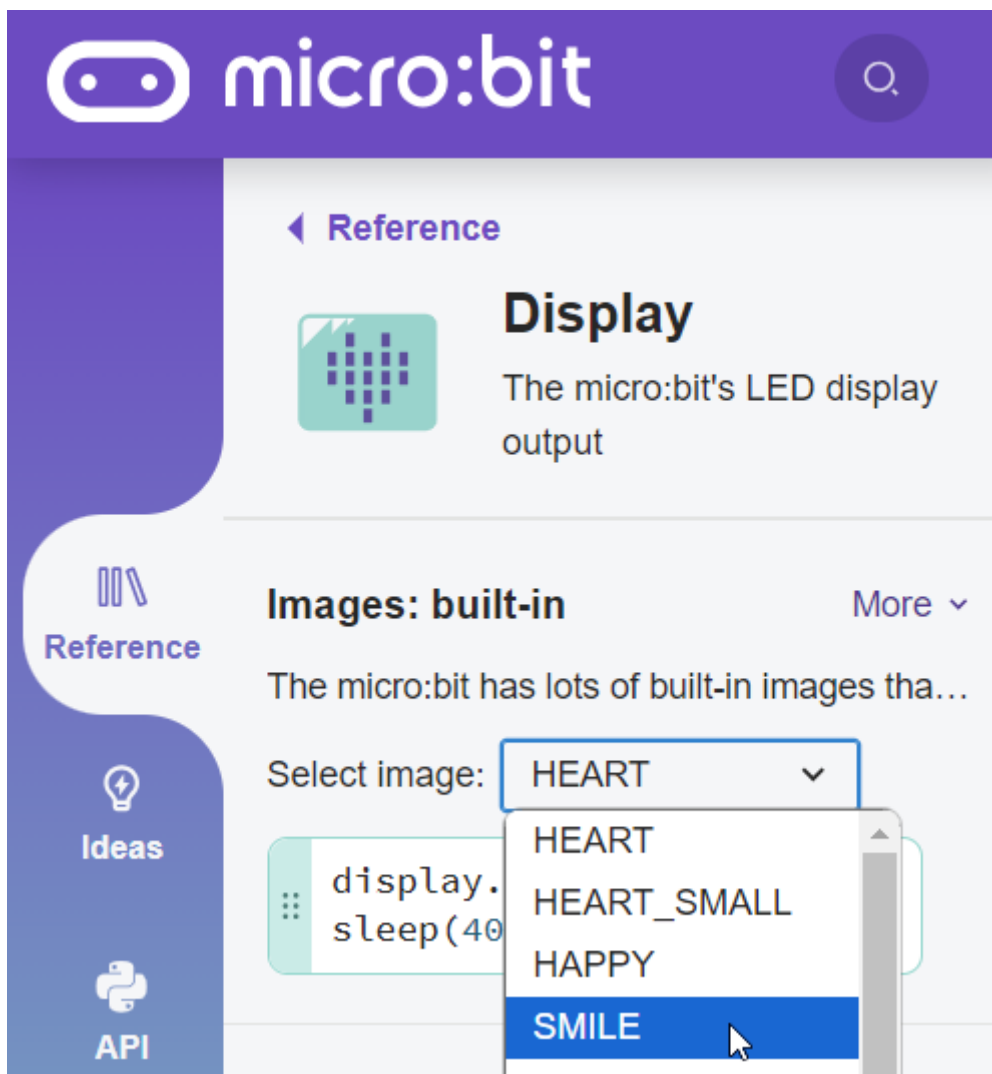 micro:bit
Reference
Display
The micro:bit's LED display
output
Reference
Images: built-in
More
The micro:bit has lots of built-in images tha…
Select image:
HEART
HEART
HEART_SMALL
HAPPY
SMILE
display.
sleep(40
Ideas
API